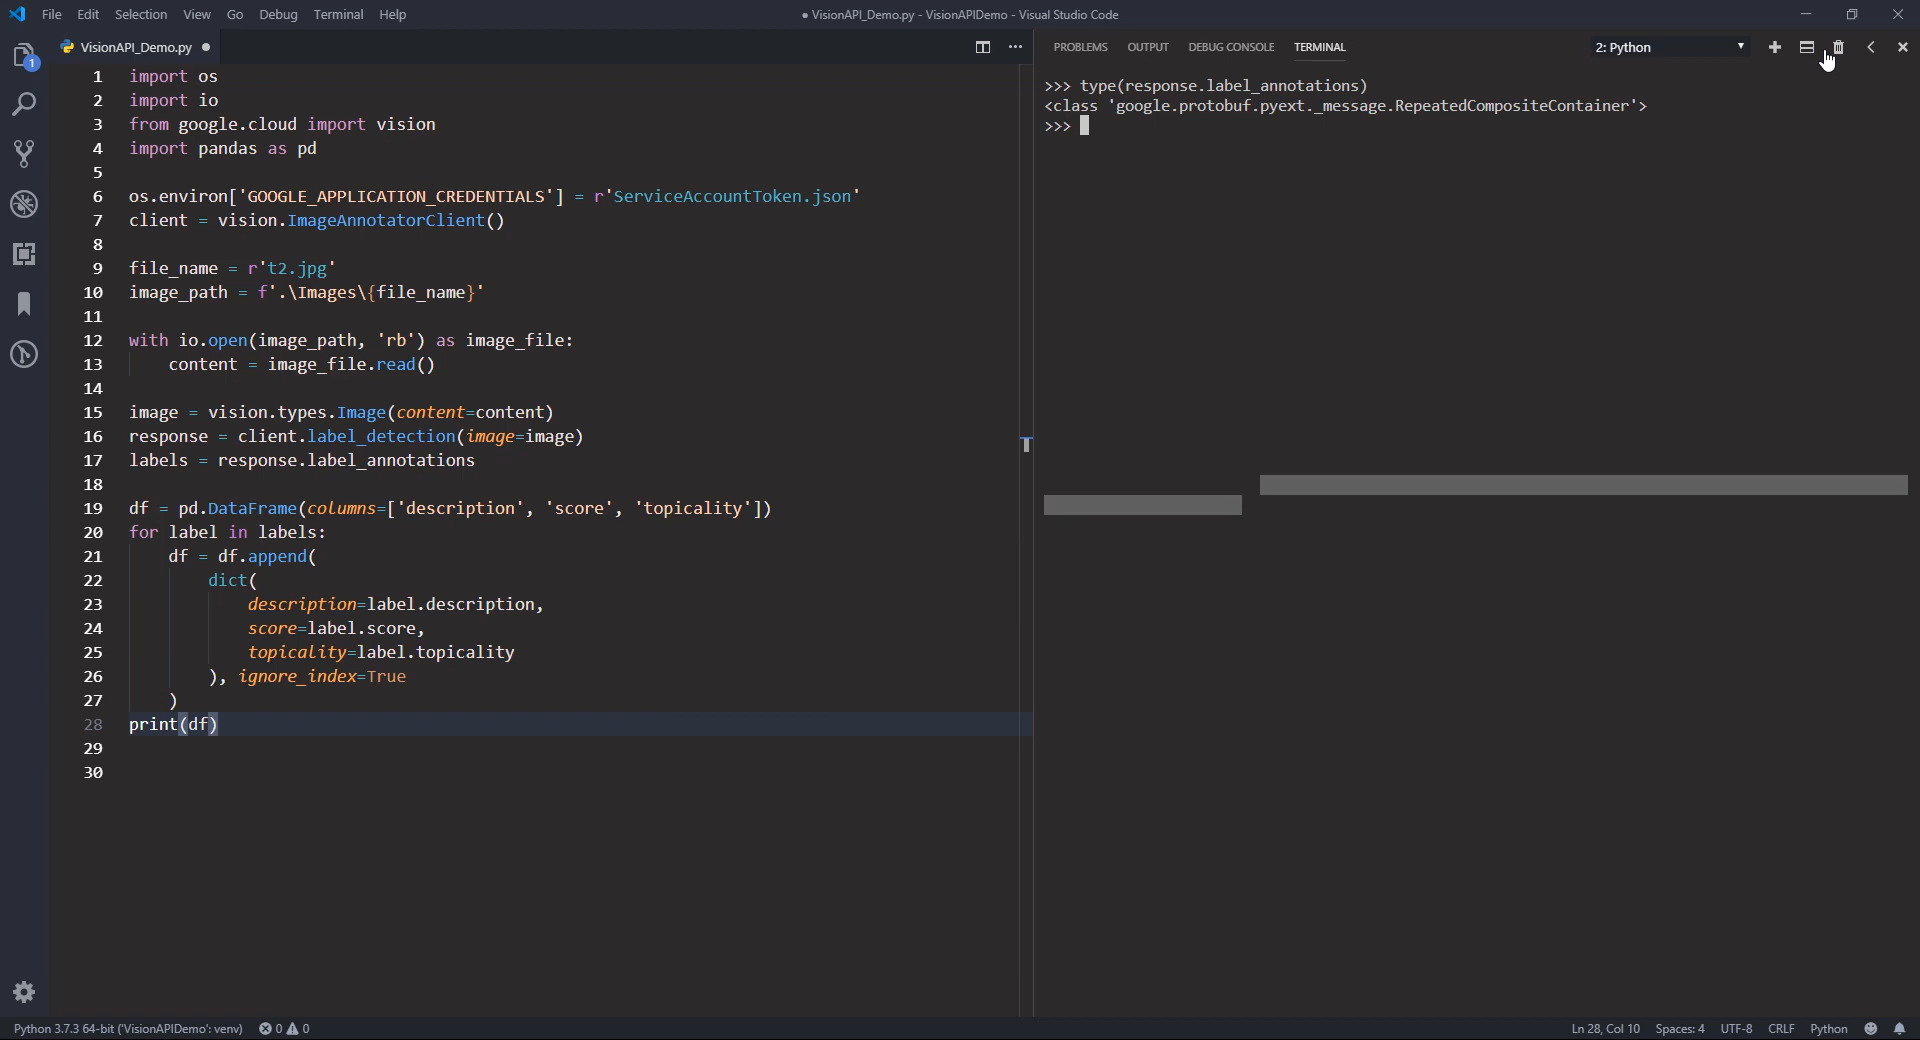 File Edit Selection View Go Debug Terminal Help
● VisionAPI_Demo.py - VisionAPIDemo - Visual Studio Code
VisionAPI_Demo.py ●
PROBLEMS OUTPUT DEBUG CONSOLE TERMINAL 2: Python
1
1 import os
2 import io
3 from google.cloud import vision
4 import pandas as pd
5
6 os.environ['GOOGLE_APPLICATION_CREDENTIALS'] = r'ServiceAccountToken.json'
7 client = vision.ImageAnnotatorClient()
8
9 file_name = r't2.jpg'
10 image_path = f'.\Images\{file_name}'
11
12 with io.open(image_path, 'rb') as image_file:
13 content = image_file.read()
14
15 image = vision.types.Image(content=content)
16 response = client.label_detection(image=image)
17 labels = response.label_annotations
18
19 df = pd.DataFrame(columns=['description', 'score', 'topicality'])
20 for label in labels:
21 df = df.append(
22 dict(
23 description=label.description,
24 score=label.score,
25 topicality=label.topicality
26 ), ignore_index=True
27 )
28 print(df)
29
30
>>> type(response.label_annotations)
<class 'google.protobuf.pyext._message.RepeatedCompositeContainer'>
>>>
Python 3.7.3 64-bit ('VisionAPIDemo': venv) 0 0
Ln 28, Col 10 Spaces: 4 UTF-8 CRLF Python